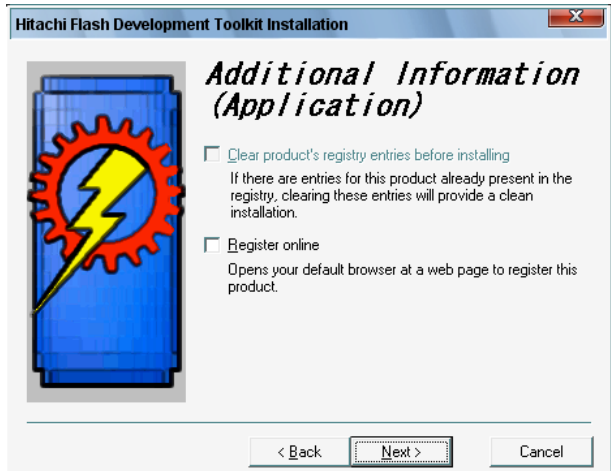 Hitachi Flash Development Toolkit Installation
Additional Information
(Application)
Clear product's registry entries before installing
If there are entries for this product already present in the
registry, clearing these entries will provide a clean
installation.
Register online
Opens your default browser at a web page to register this
product.
< Back
Next >
Cancel